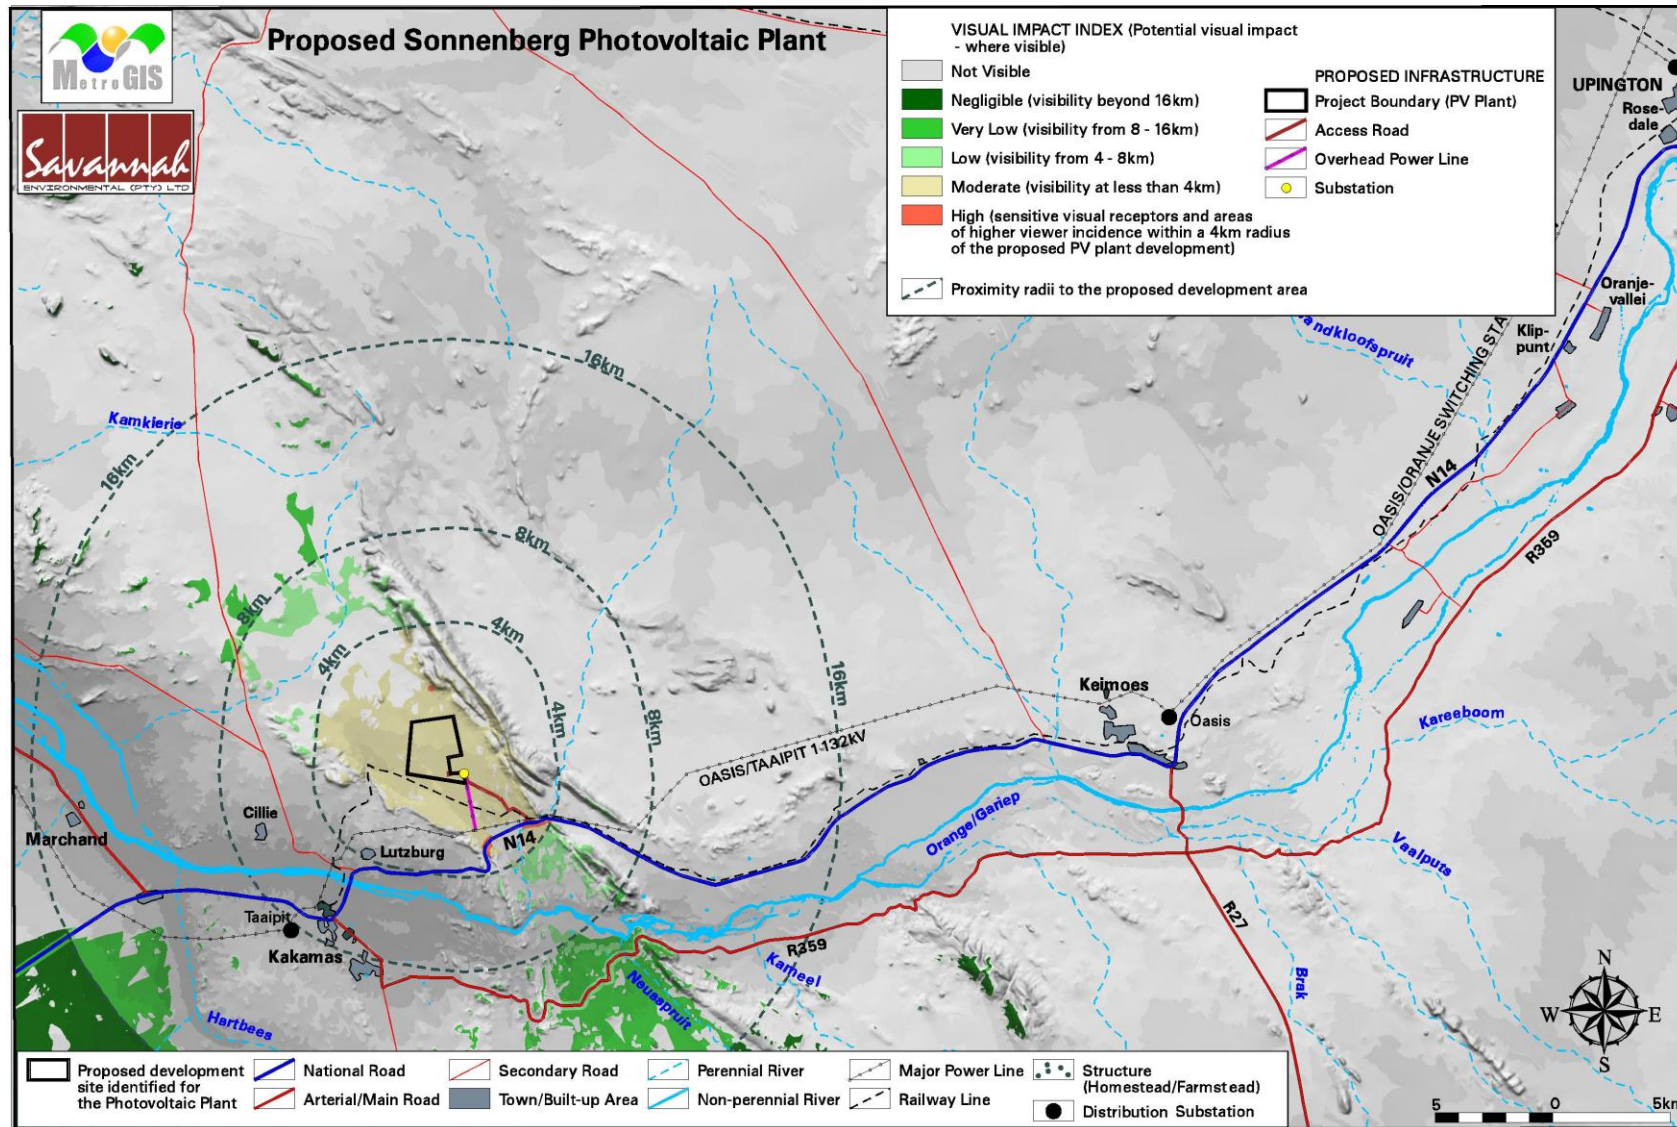 MetroGIS
Savannah
ENVIRONMENTAL (PTY) LTD
Proposed Sonnenberg Photovoltaic Plant
VISUAL IMPACT INDEX (Potential visual impact
- where visible)
Not Visible
Negligible (visibility beyond 16km)
Very Low (visibility from 8 - 16km)
Low (visibility from 4 - 8km)
Moderate (visibility at less than 4km)
High (sensitive visual receptors and areas
of higher viewer incidence within a 4km radius
of the proposed PV plant development)
Proximity radii to the proposed development area
PROPOSED INFRASTRUCTURE
Project Boundary (PV Plant)
Access Road
Overhead Power Line
Substation
UPINGTON
Rose-
dale
Oranje-
vallei
Klip-
punt
OASIS/ORANJE SWITCHING STA
N14
R359
16km
16km
Kamkierie
8km
8km
4km
4km
16km
4km
8km
Keimoes
Oasis
Kareeboom
OASIS/TAAIPIT 1 132kV
Marchand
Cillie
Lutzburg
N14
Orange/Gariep
Vaalputs
Taaipit
Kakamas
R359
R27
Kameel
Neusspruit
Brak
Hartbees
N
W
E
S
Proposed development
site identified for
the Photovoltaic Plant
National Road
Arterial/Main Road
Secondary Road
Town/Built-up Area
Perennial River
Non-perennial River
Major Power Line
Railway Line
Structure
(Homestead/Farmstead)
Distribution Substation
5
0
5km